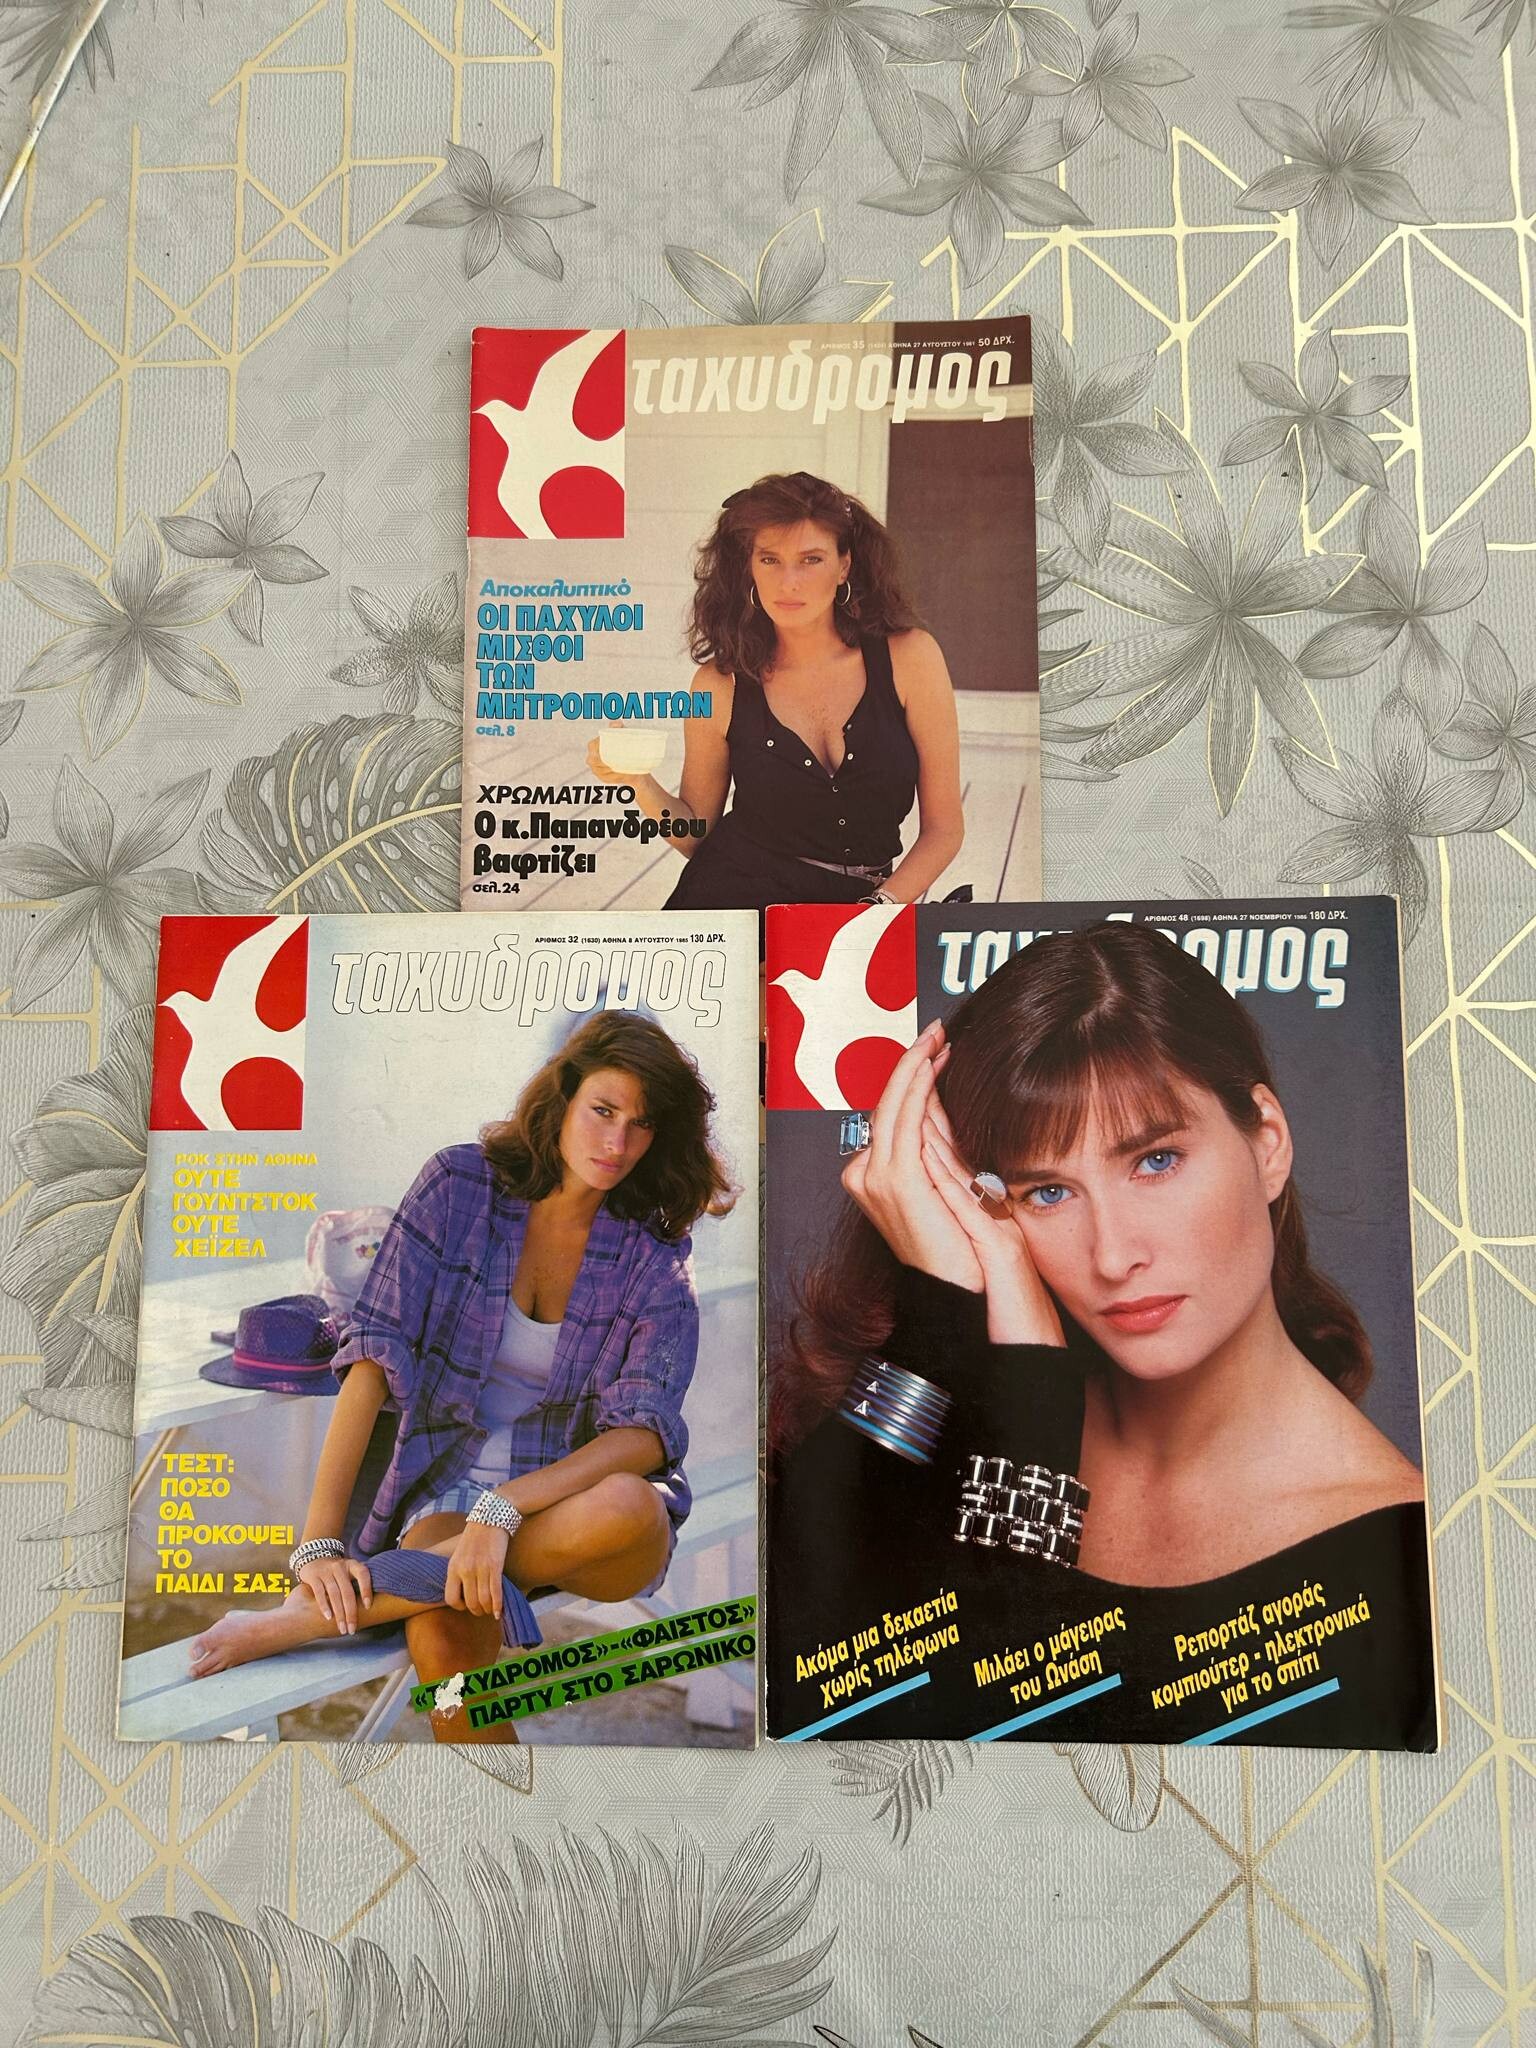 ΑΡΙΘΜΟΣ 35 ΑΘΗΝΑ 27 ΑΥΓΟΥΣΤΟΥ 1981 50 ΔΡΧ.
ταχυδρομος
Αποκαλυπτικό
ΟΙ ΠΑΧΥΛΟΙ
ΜΙΣΘΟΙ
ΤΩΝ
ΜΗΤΡΟΠΟΛΙΤΩΝ
σελ. 8
ΧΡΩΜΑΤΙΣΤΟ
Ο κ. Παπανδρέου
βαφτίζει
σελ. 24
ΑΡΙΘΜΟΣ 32 (1630) ΑΘΗΝΑ 8 ΑΥΓΟΥΣΤΟΥ 1985 130 ΔΡΧ.
ταχυδρομος
ΡΟΚ ΣΤΗΝ ΑΘΗΝΑ
ΟΥΤΕ
ΓΟΥΝΤΣΤΟΚ
ΟΥΤΕ
ΧΕΪΖΕΛ
ΤΕΣΤ:
ΠΟΣΟ
ΘΑ
ΠΡΟΚΟΨΕΙ
ΤΟ
ΠΑΙΔΙ ΣΑΣ;
«Τ ΧΥΔΡΟΜΟΣ»-«ΦΑΙΣΤΟΣ»
ΠΑΡΤΥ ΣΤΟ ΣΑΡΩΝΙΚΟ
ΑΡΙΘΜΟΣ 48 (1698) ΑΘΗΝΑ 27 ΝΟΕΜΒΡΙΟΥ 1986 180 ΔΡΧ.
ταχυδρομος
Ακόμα μια δεκαετία
χωρίς τηλέφωνα
Μιλάει ο μάγειρας
του Ωνάση
Ρεπορτάζ αγοράς
κομπιούτερ - ηλεκτρονικά
για το σπίτι